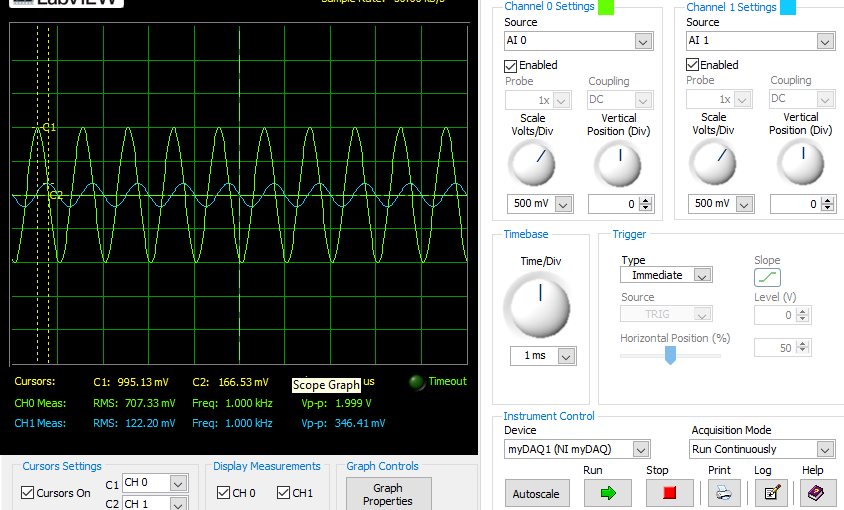 LabVIEW
Sample Rate: 50.00 kS/s
C1
C2
Cursors: C1: 995.13 mV C2: 166.53 mV us
Scope Graph
Timeout
CH0 Meas: RMS: 707.33 mV Freq: 1.000 kHz Vp-p: 1.999 V
CH1 Meas: RMS: 122.20 mV Freq: 1.000 kHz Vp-p: 346.41 mV
Cursors Settings
Cursors On
C1 CH 0
C2 CH 1
Display Measurements
CH 0 CH1
Graph Controls
Graph
Properties
Channel 0 Settings
Source
AI 0
Enabled
Probe Coupling
1x DC
Scale Vertical
Volts/Div Position (Div)
500 mV 0
Channel 1 Settings
Source
AI 1
Enabled
Probe Coupling
1x DC
Scale Vertical
Volts/Div Position (Div)
500 mV 0
Timebase
Time/Div
1 ms
Trigger
Type
Immediate
Slope
Source
TRIG
Level (V)
0
Horizontal Position (%)
50
Instrument Control
Device
myDAQ1 (NI myDAQ)
Acquisition Mode
Run Continuously
Run Stop Print Log Help
Autoscale